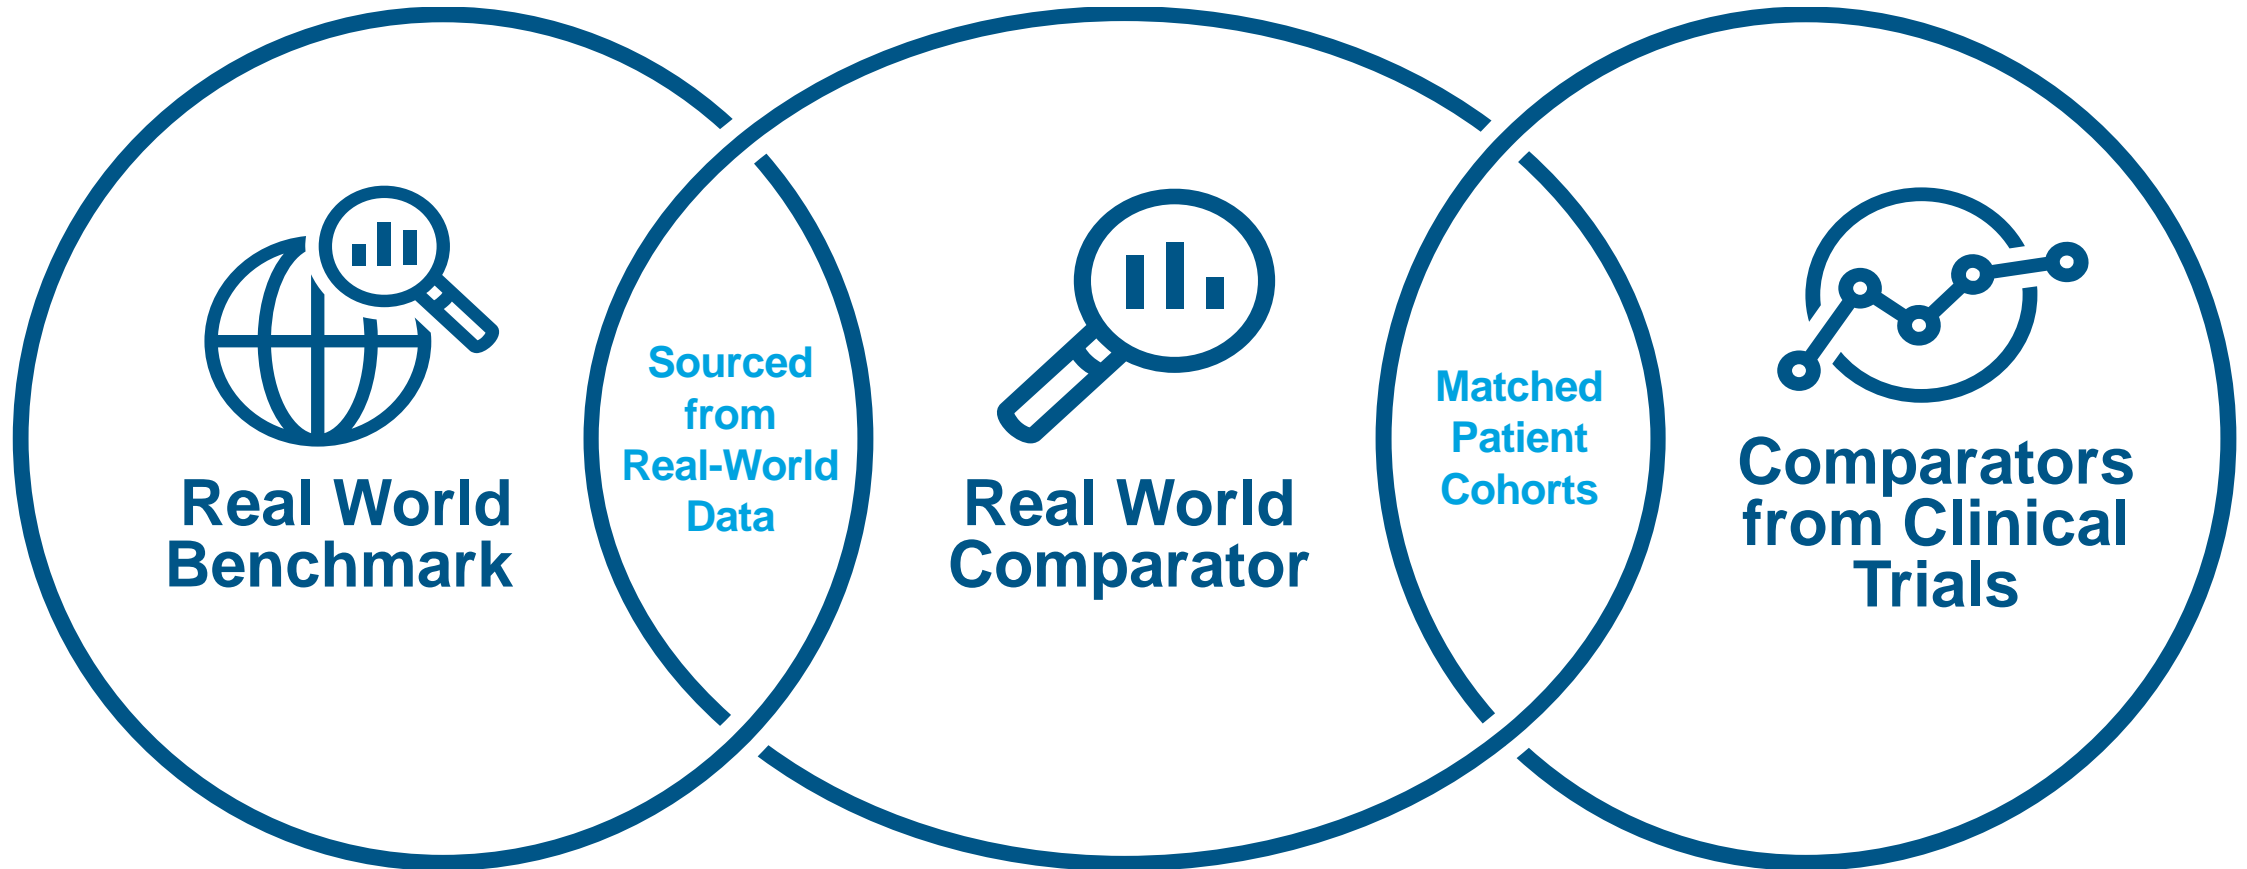 Real World
Benchmark
Sourced
from
Real-World
Data
Real World
Comparator
Matched
Patient
Cohorts
Comparators
from Clinical
Trials